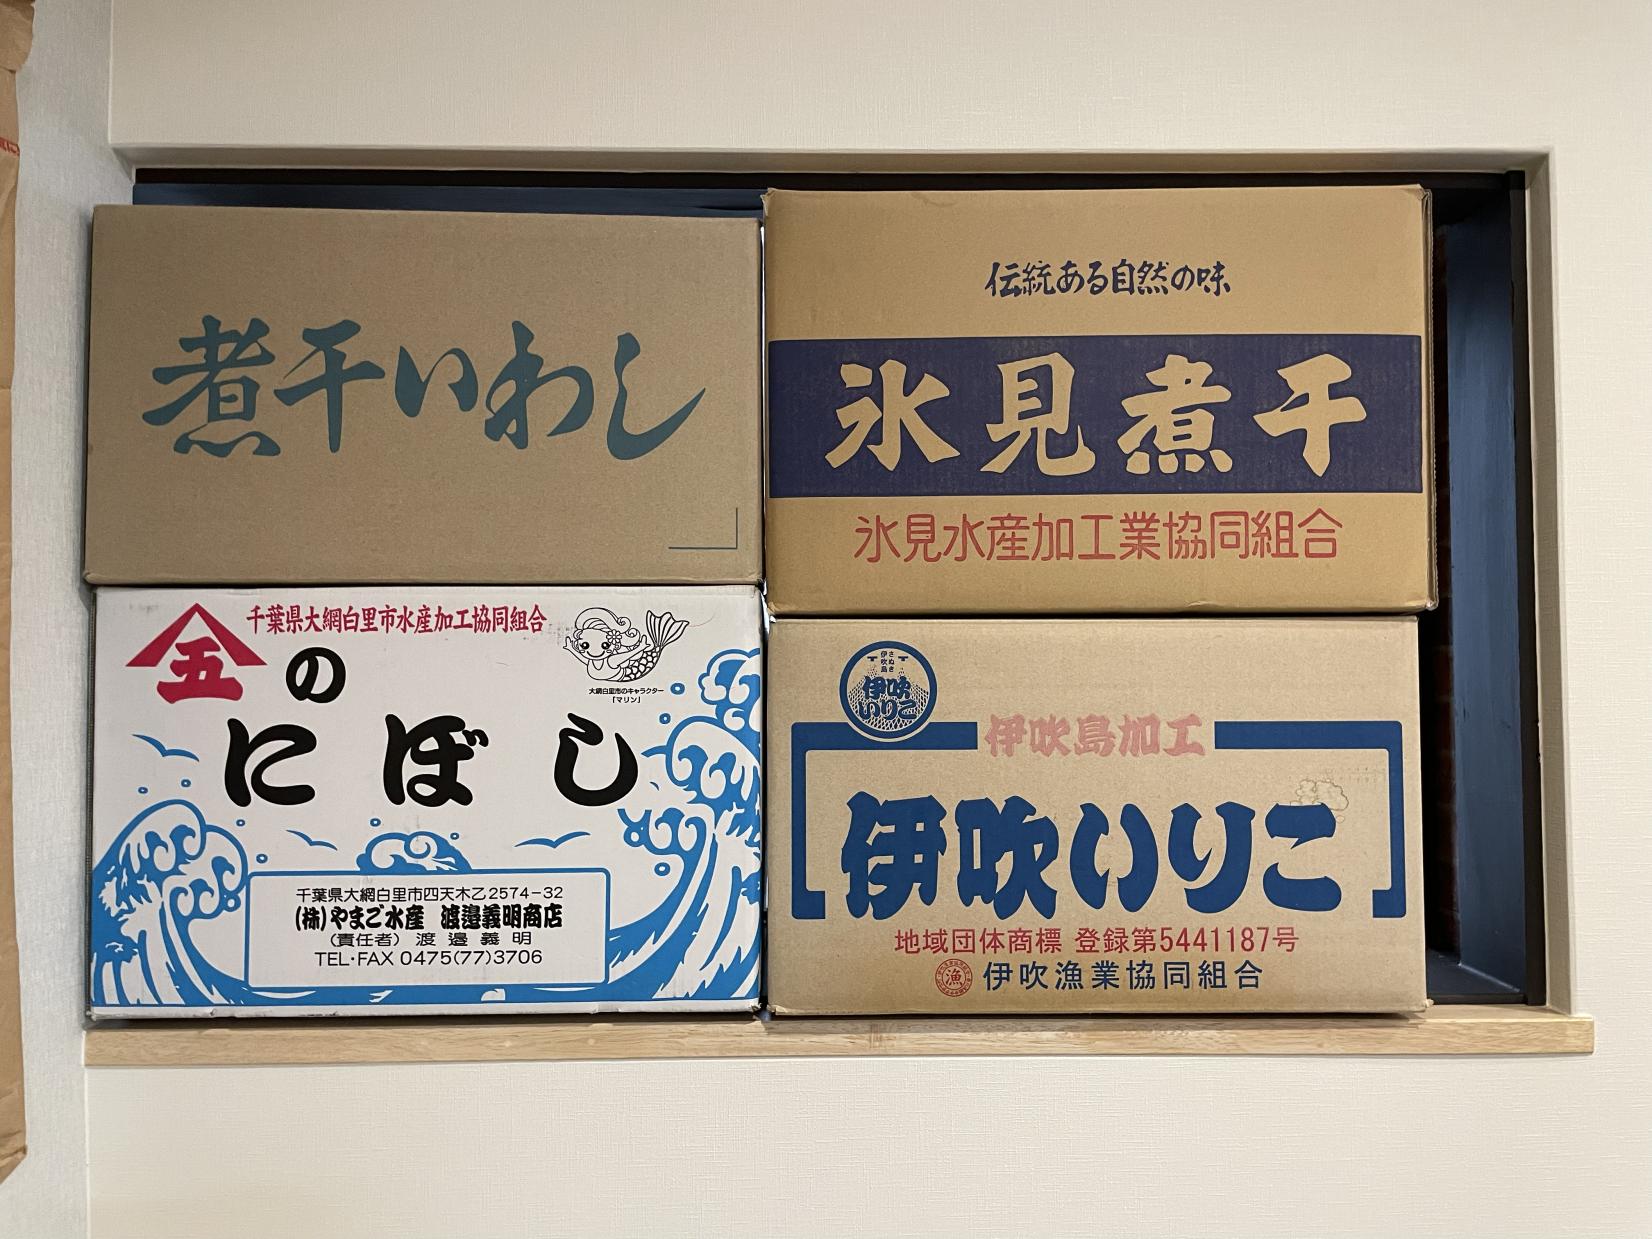 煮干いわし
伝統ある自然の味
氷見煮干
氷見水産加工業協同組合
千葉県大網白里市水産加工協同組合
五
の
にぼし
大網白里市のキャラクター
「マリン」
千葉県大網白里市四天木乙2574-32
(株)やまご水産 渡邉義明商店
(責任者) 渡邉義明
TEL・FAX 0475(77)3706
さぬき
伊吹島
伊吹
いりこ
伊吹島加工
伊吹いりこ
地域団体商標 登録第5441187号
漁
伊吹漁業協同組合